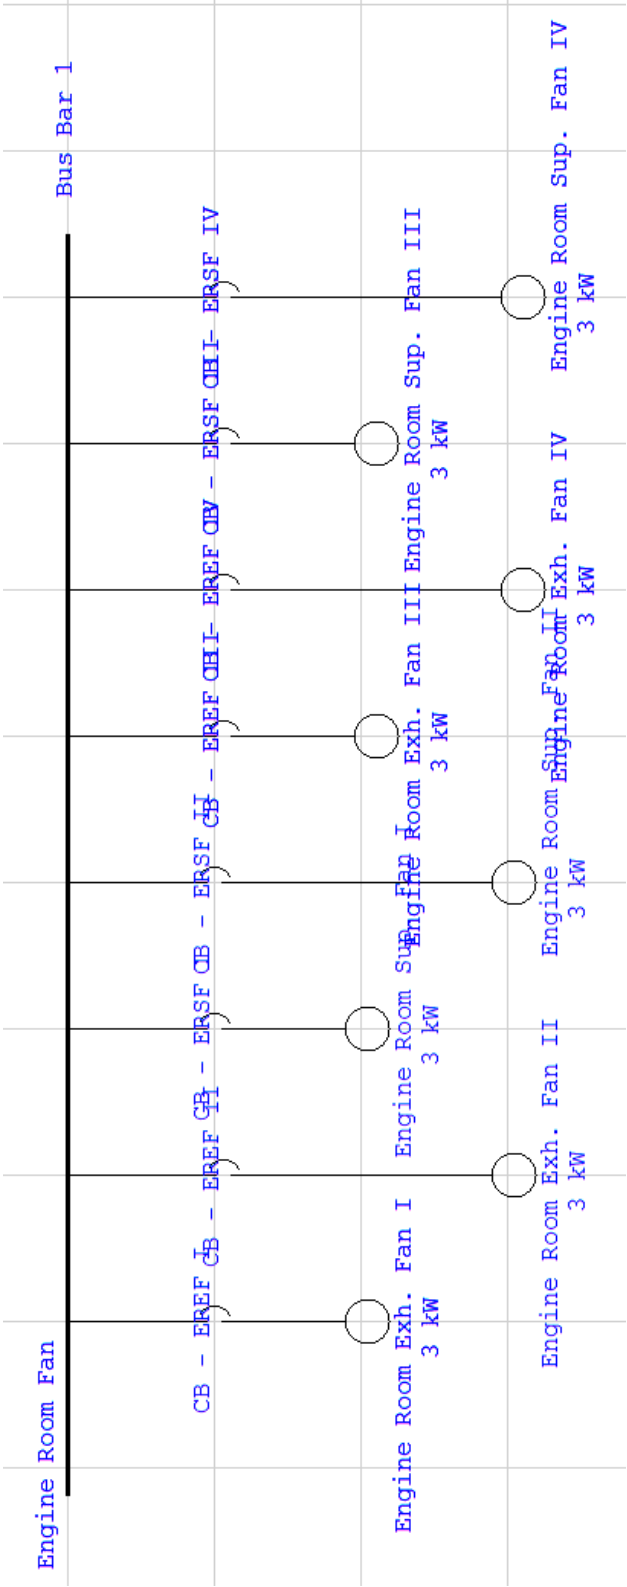 Bus Bar 1
Engine Room Fan
CB - EREF I
CB - EREF II
CB - ERSF I
CB - ERSF II
CB - EREF III
CB - EREF IV
CB - ERSF III
CB - ERSF IV
Engine Room Exh. Fan I
3 kW
Engine Room Sup. Fan I
3 kW
Engine Room Exh. Fan III
3 kW
Engine Room Sup. Fan III
3 kW
Engine Room Exh. Fan II
3 kW
Engine Room Sup. Fan II
3 kW
Engine Room Exh. Fan IV
3 kW
Engine Room Sup. Fan IV
3 kW